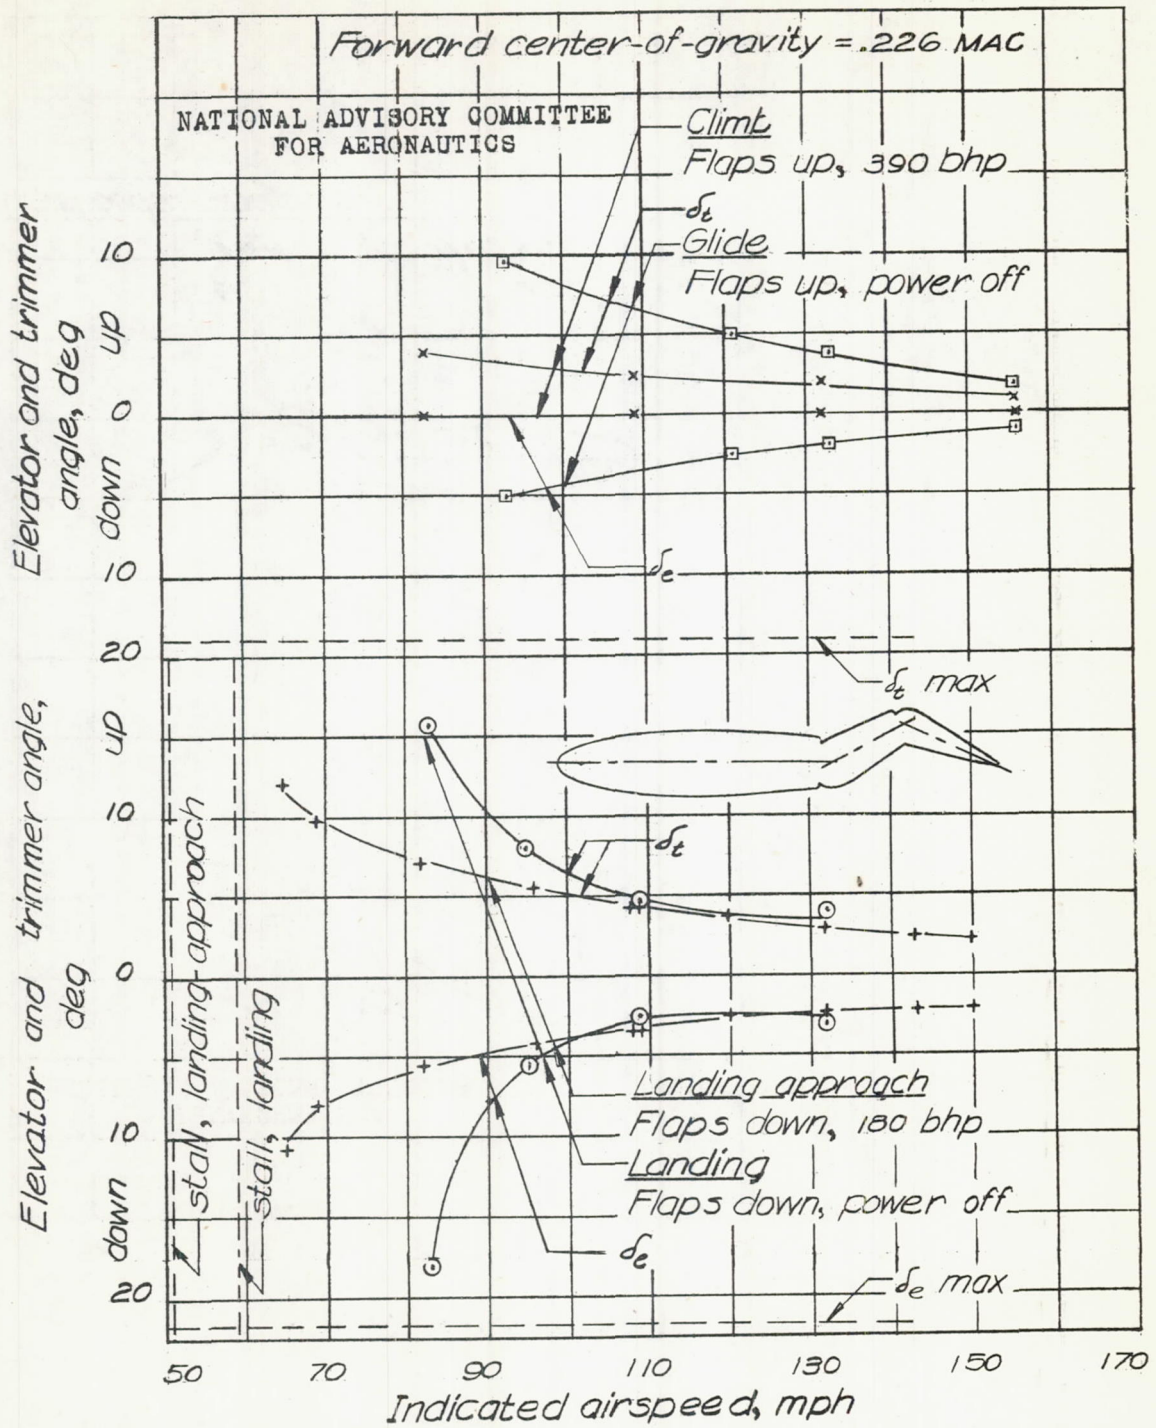 Forward center-of-gravity = .226 MAC
NATIONAL ADVISORY COMMITTEE
FOR AERONAUTICS
Climb
Flaps up, 390 bhp
δt
Glide
Flaps up, power off
Elevator and trimmer
angle, deg
10
up
0
down
10
δe
20
δt max
Elevator and trimmer angle,
deg
up
10
δt
0
stall, landing-approach
stall, landing
Landing approach
Flaps down, 180 bhp
10
Landing
Flaps down, power off
down
δe
20
δe max
50 70 90 110 130 150 170
Indicated airspeed, mph